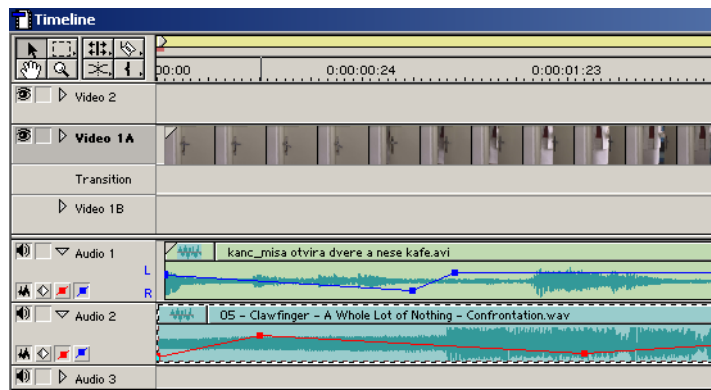 Timeline
00:00 0:00:00:24 0:00:01:23
Video 2
Video 1A
Transition
Video 1B
Audio 1 kanc_misa otvira dvere a nese kafe.avi
L
R
Audio 2 05 - Clawfinger - A Whole Lot of Nothing - Confrontation.wav
Audio 3